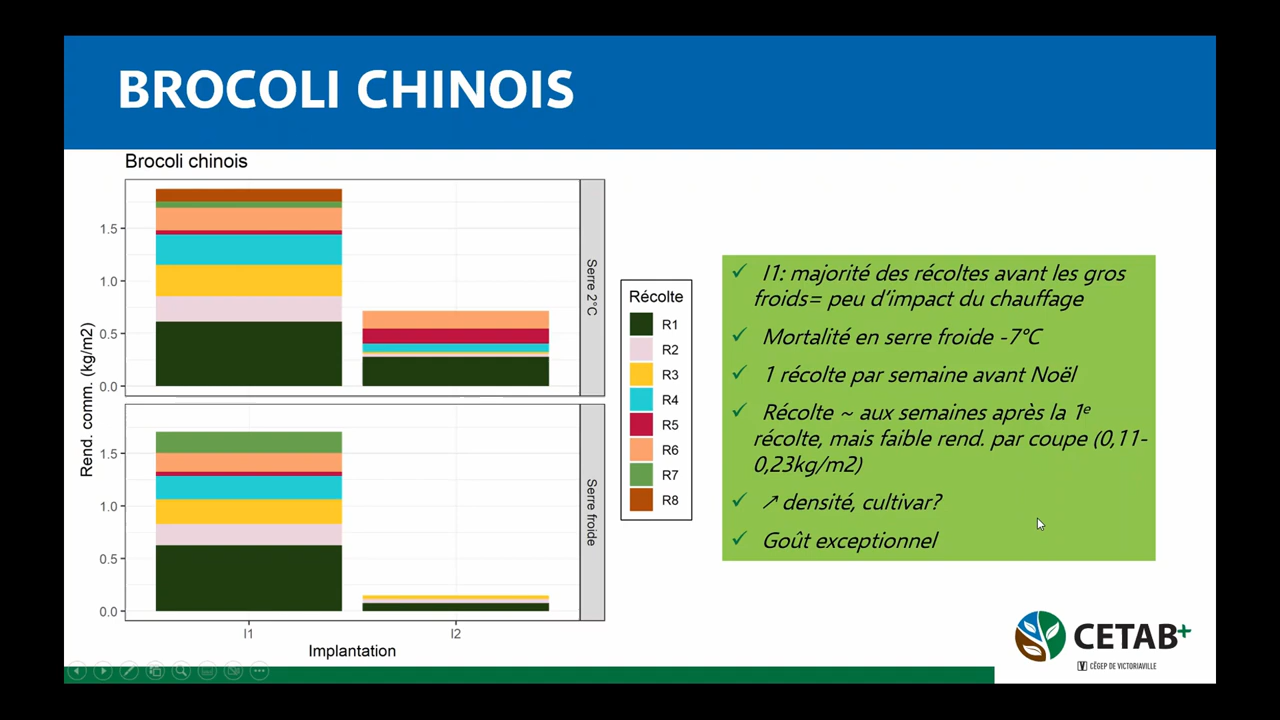 BROCOLI CHINOIS
Brocoli chinois
Rend. comm. (kg/m2)
1.5
1.0
0.5
0.0
Serre 2°C
1.5
1.0
0.5
0.0
Serre froide
I1
I2
Implantation
Récolte
R1
R2
R3
R4
R5
R6
R7
R8
✓ I1: majorité des récoltes avant les gros
froids= peu d'impact du chauffage
✓ Mortalité en serre froide -7°C
✓ 1 récolte par semaine avant Noël
✓ Récolte ~ aux semaines après la 1e
récolte, mais faible rend. par coupe (0,11-
0,23kg/m2)
✓ ↗ densité, cultivar?
✓ Goût exceptionnel
CETAB+
CÉGEP DE VICTORIAVILLE